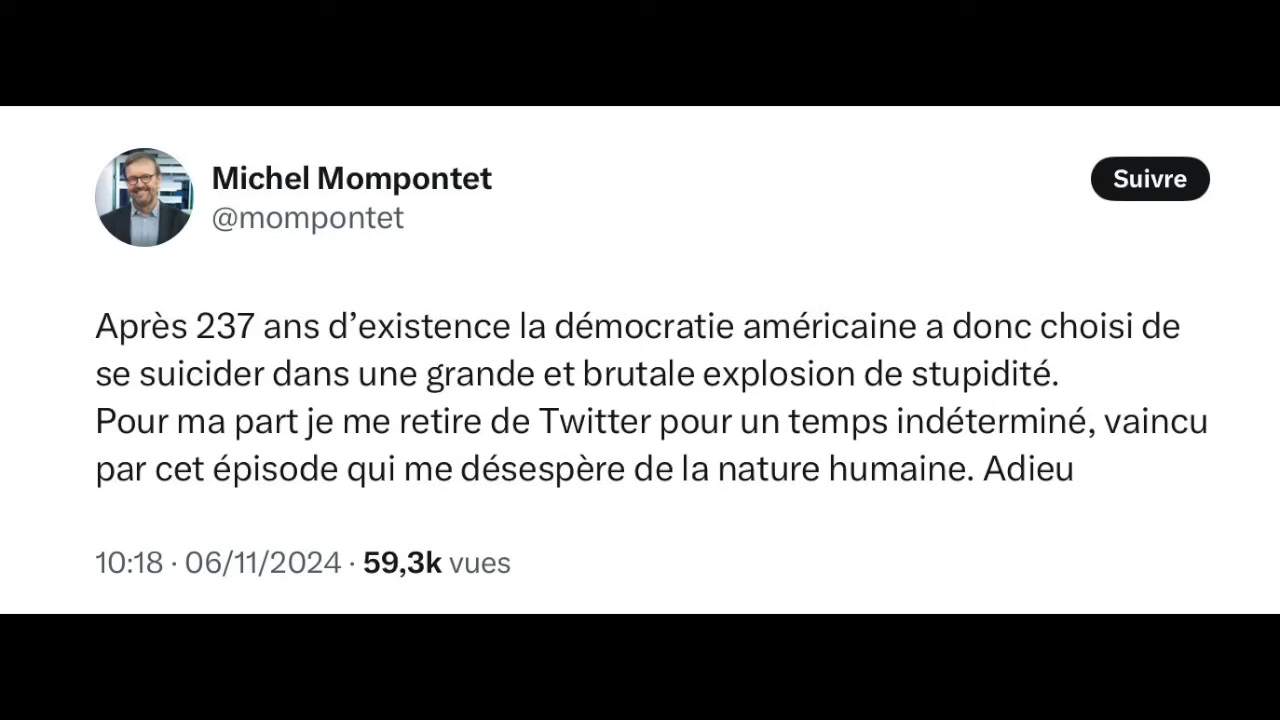 Michel Mompontet
Suivre
@mompontet
Après 237 ans d’existence la démocratie américaine a donc choisi de
se suicider dans une grande et brutale explosion de stupidité.
Pour ma part je me retire de Twitter pour un temps indéterminé, vaincu
par cet épisode qui me désespère de la nature humaine. Adieu
10:18 · 06/11/2024 · 59,3k vues